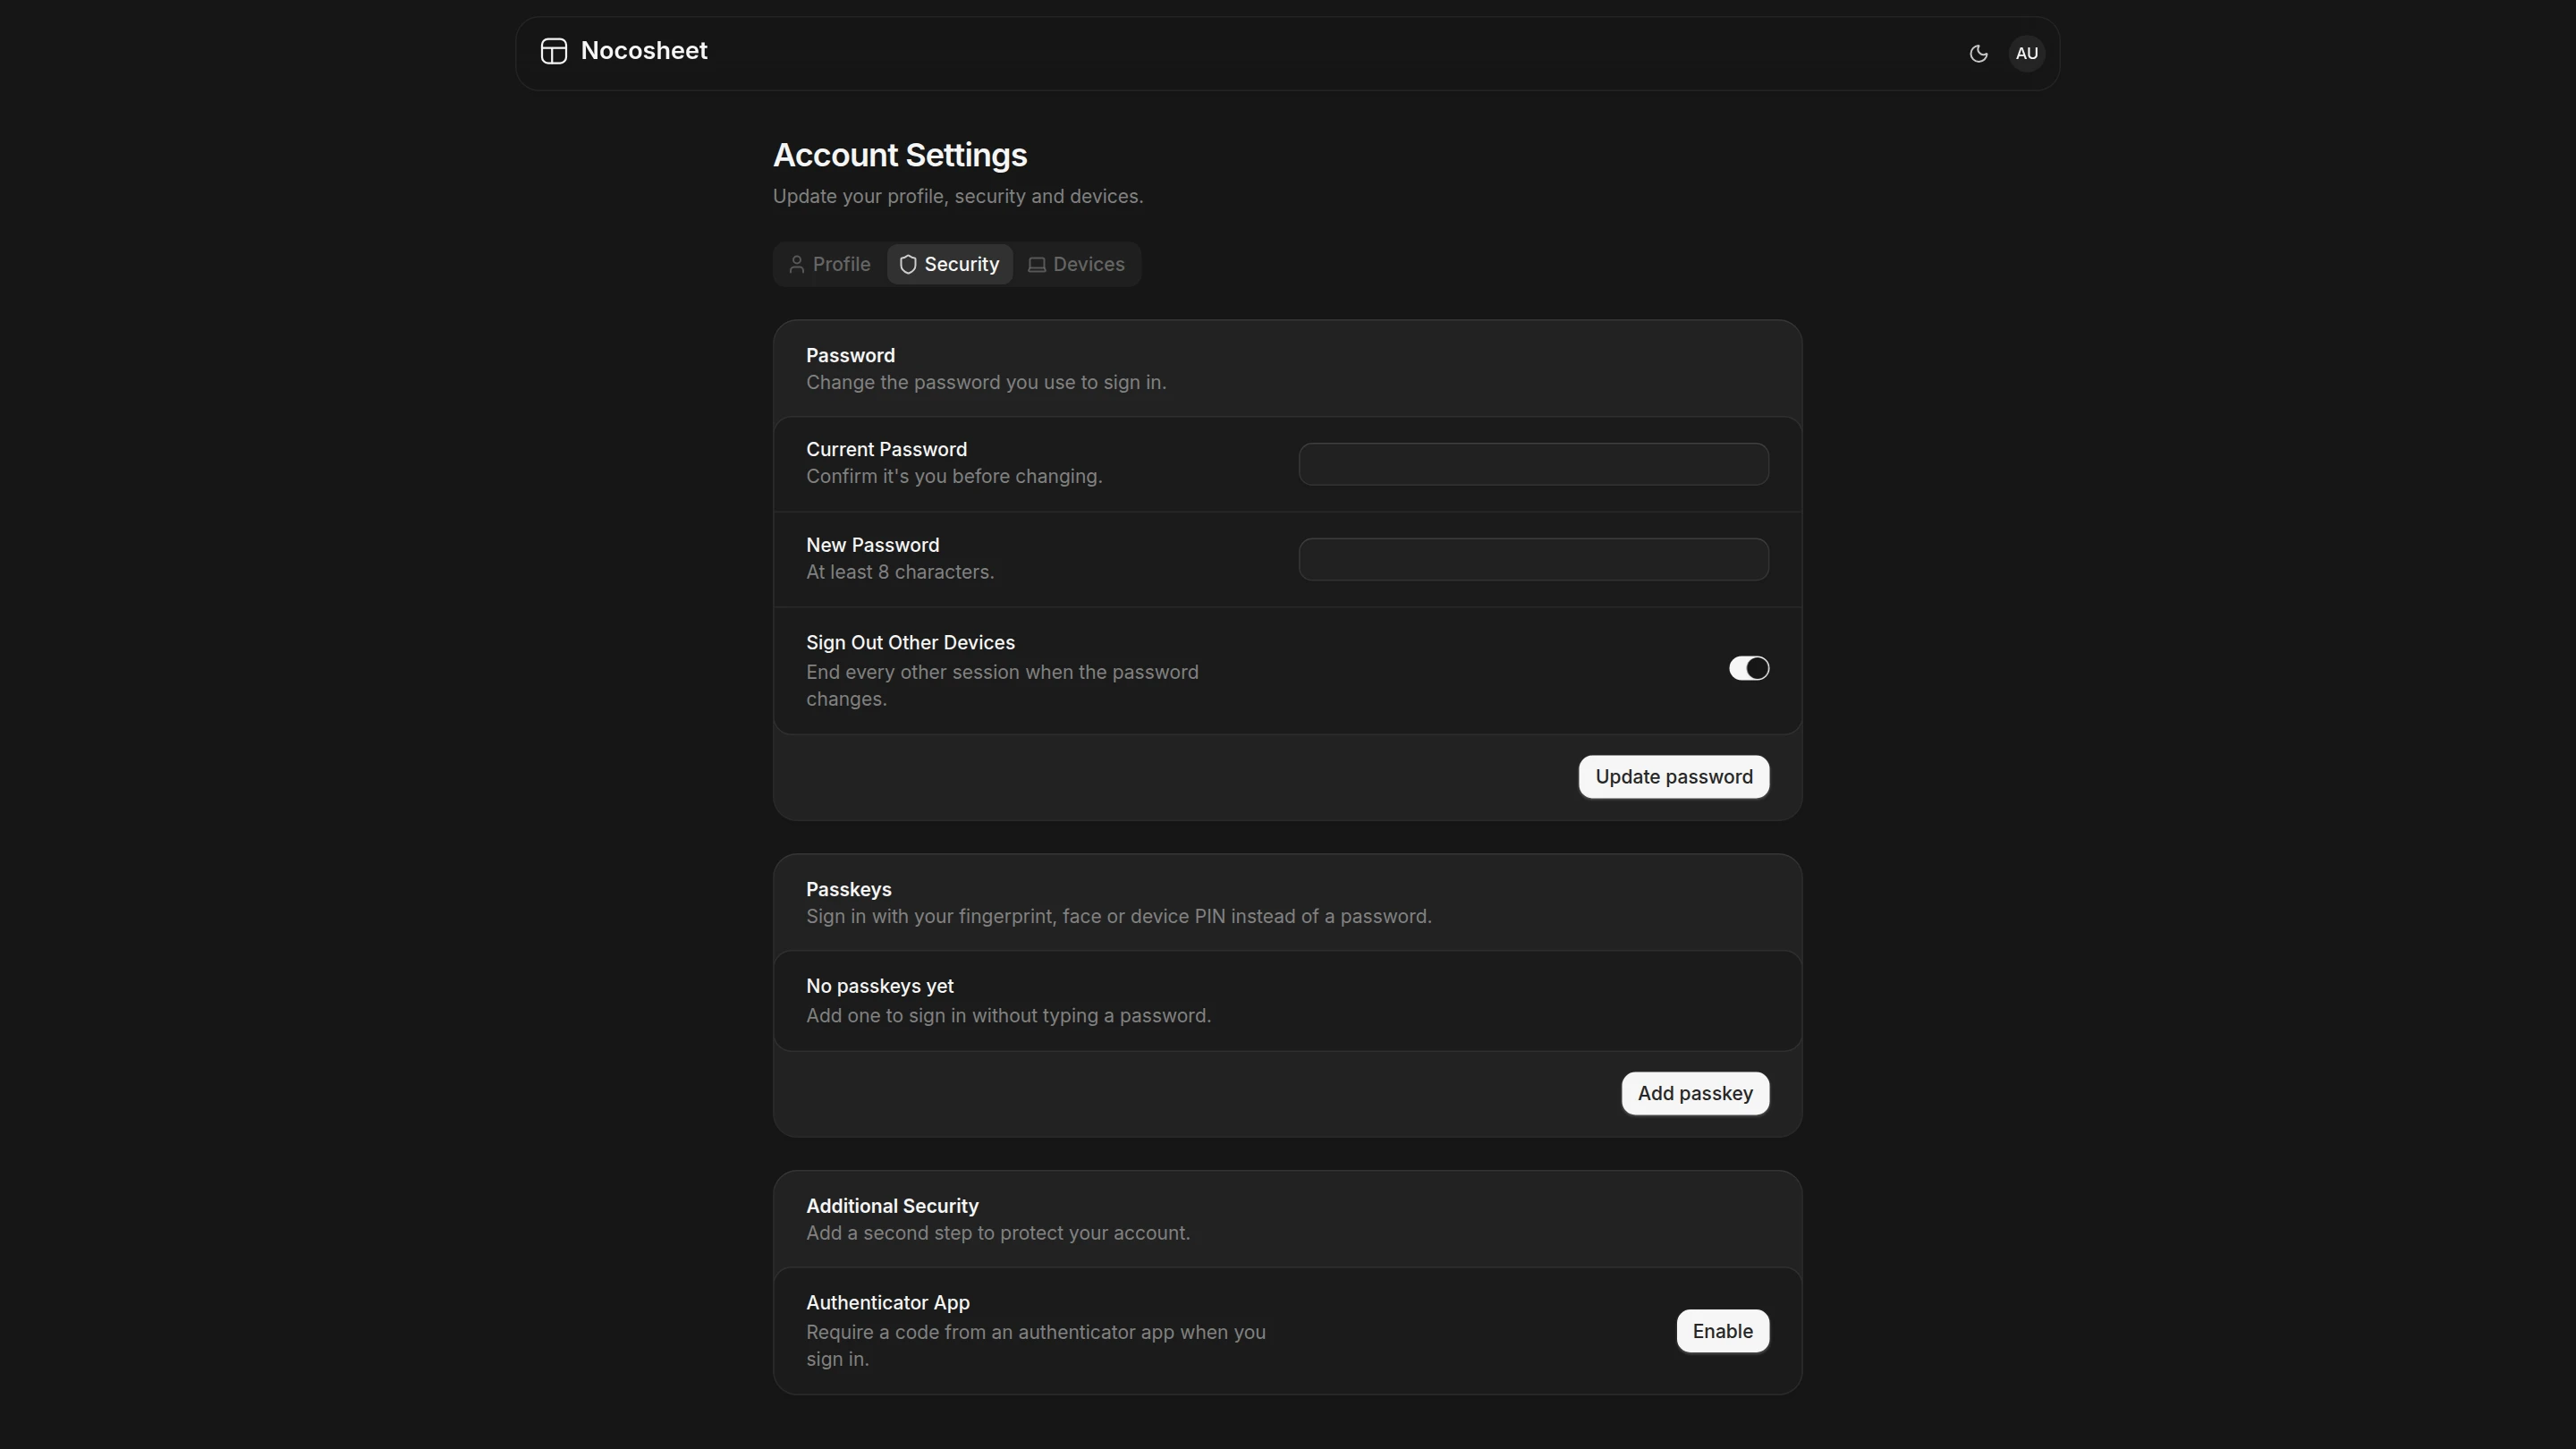 Nocosheet
AU
Account Settings
Update your profile, security and devices.
Profile
Security
Devices
Password
Change the password you use to sign in.
Current Password
Confirm it's you before changing.
New Password
At least 8 characters.
Sign Out Other Devices
End every other session when the password
changes.
Update password
Passkeys
Sign in with your fingerprint, face or device PIN instead of a password.
No passkeys yet
Add one to sign in without typing a password.
Add passkey
Additional Security
Add a second step to protect your account.
Authenticator App
Require a code from an authenticator app when you
sign in.
Enable